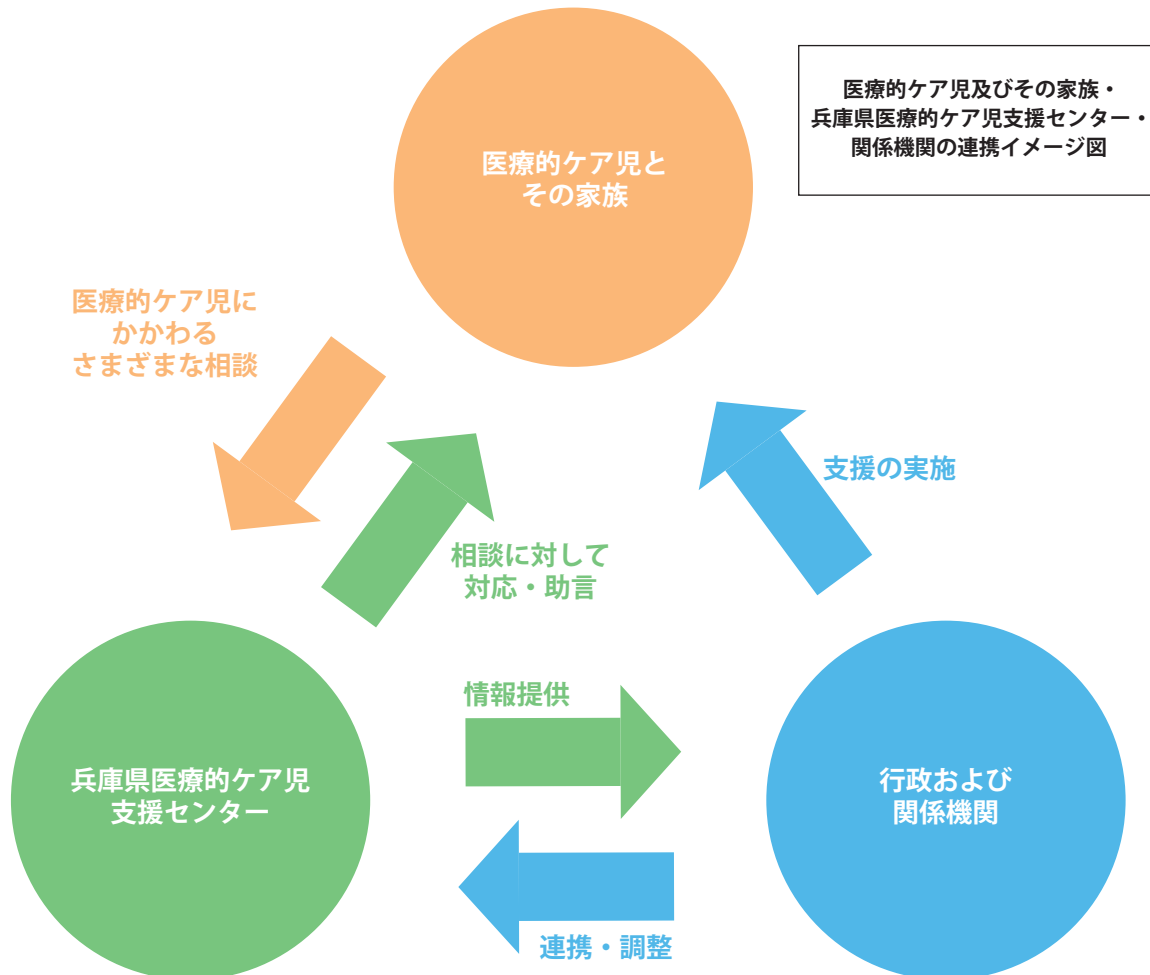 医療的ケア児及びその家族・
兵庫県医療的ケア児支援センター・
関係機関の連携イメージ図
医療的ケア児と
その家族
医療的ケア児に
かかわる
さまざまな相談
支援の実施
相談に対して
対応・助言
情報提供
兵庫県医療的ケア児
支援センター
行政および
関係機関
連携・調整